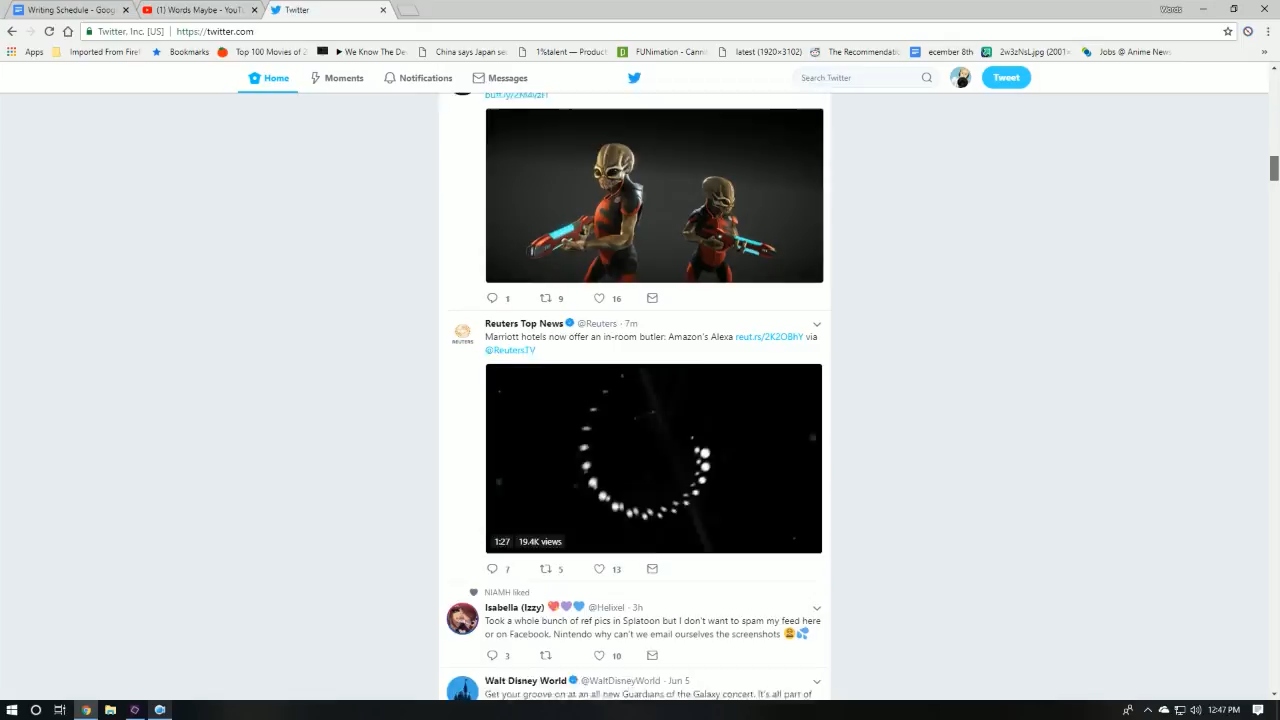 Writing Schedule - Goog
(1) Words Maybe - YouT
Twitter
Words
Twitter, Inc. [US]
https://twitter.com
Apps
Imported From Firef
Bookmarks
Top 100 Movies of 2
We Know The De
China says Japan se
1%talent — Product
FUNimation - Cann
latest (1920×3102)
The Recommendatio
ecember 8th
2w3zNsL.jpg (2001×
Jobs @ Anime News
»
Home
Moments
Notifications
Messages
Search Twitter
Tweet
1
9
16
Reuters Top News @Reuters · 7m
Marriott hotels now offer an in-room butler: Amazon's Alexa reut.rs/2K2OBhY via
@ReutersTV
REUTERS
1:27 19.4K views
7
5
13
NIAMH liked
Isabella (Izzy) @Helixel · 3h
Took a whole bunch of ref pics in Splatoon but I don't want to spam my feed here
or on Facebook. Nintendo why can't we email ourselves the screenshots
3
10
Walt Disney World @WaltDisneyWorld · Jun 5
Get your groove on at an all-new Guardians of the Galaxy concert. It's all part of
12:47 PM